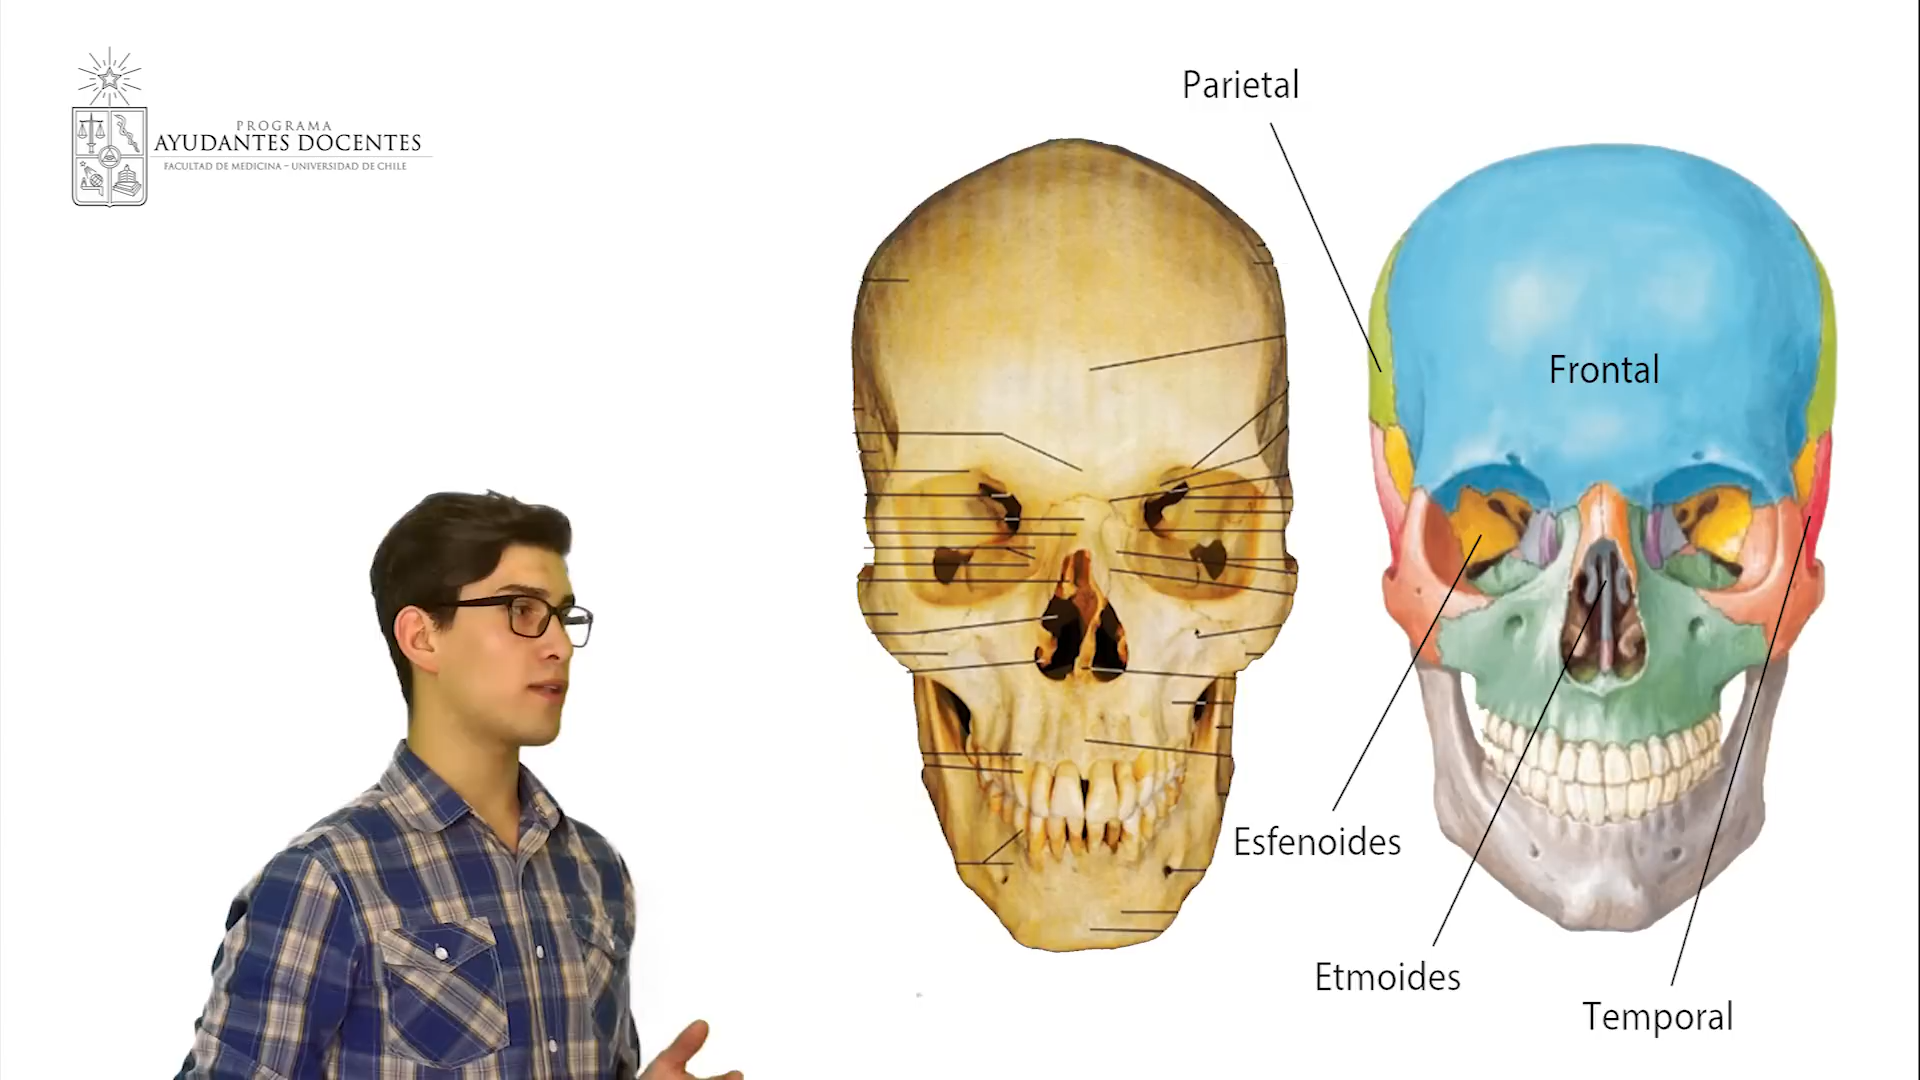 PROGRAMA
AYUDANTES DOCENTES
FACULTAD DE MEDICINA – UNIVERSIDAD DE CHILE
Parietal
Frontal
Esfenoides
Etmoides
Temporal